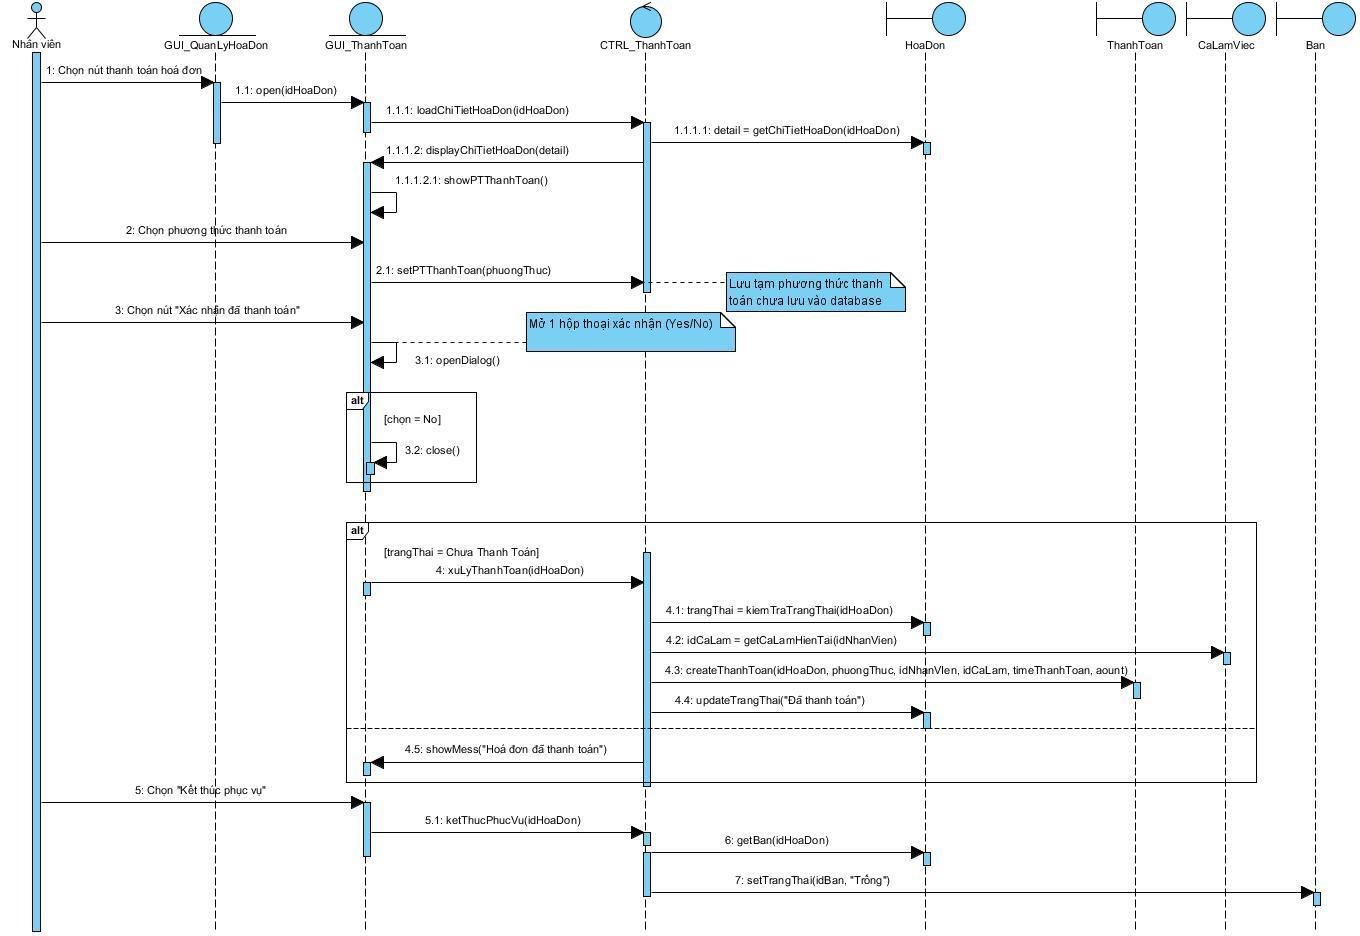 Nhân viên
GUI_QuanLyHoaDon
GUI_ThanhToan
CTRL_ThanhToan
HoaDon
ThanhToan
CaLamViec
Ban
1: Chọn nút thanh toán hoá đơn
1.1: open(idHoaDon)
1.1.1: loadChiTietHoaDon(idHoaDon)
1.1.1.1: detail = getChiTietHoaDon(idHoaDon)
1.1.1.2: displayChiTietHoaDon(detail)
1.1.1.2.1: showPTThanhToan()
2: Chọn phương thức thanh toán
2.1: setPTThanhToan(phuongThuc)
Lưu tạm phương thức thanh
toán chưa lưu vào database
3: Chọn nút "Xác nhận đã thanh toán"
Mở 1 hộp thoại xác nhận (Yes/No)
3.1: openDialog()
alt
[chọn = No]
3.2: close()
alt
[trangThai = Chưa Thanh Toán]
4: xuLyThanhToan(idHoaDon)
4.1: trangThai = kiemTraTrangThai(idHoaDon)
4.2: idCaLam = getCaLamHienTai(idNhanVien)
4.3: createThanhToan(idHoaDon, phuongThuc, idNhanVIen, idCaLam, timeThanhToan, aount)
4.4: updateTrangThai("Đã thanh toán")
4.5: showMess("Hoá đơn đã thanh toán")
5: Chọn "Kết thúc phục vụ"
5.1: ketThucPhucVu(idHoaDon)
6: getBan(idHoaDon)
7: setTrangThai(idBan, "Trống")